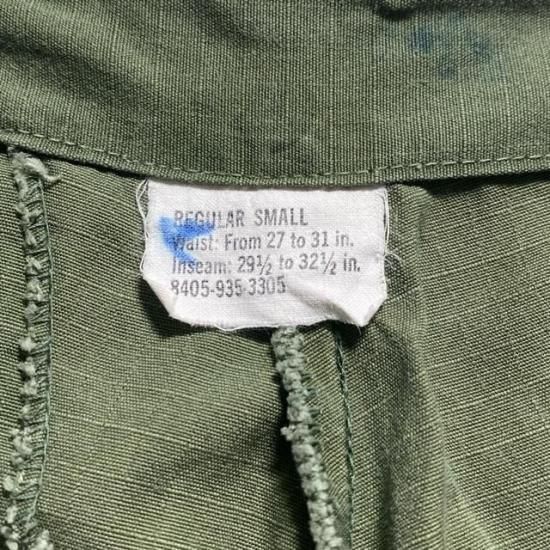 REGULAR SMALL
Waist: From 27 to 31 in.
Inseam: 29½ to 32½ in.
8405-935-3305